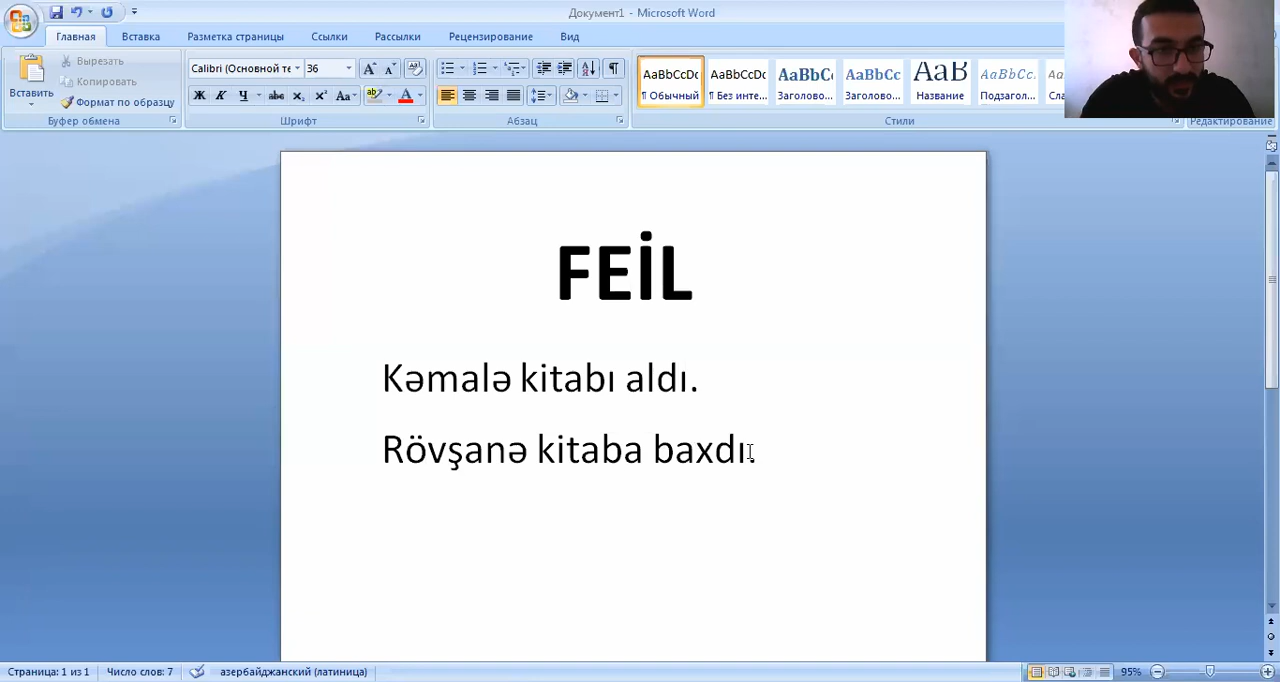 Документ1 - Microsoft Word
Главная Вставка Разметка страницы Ссылки Рассылки Рецензирование Вид
Вставить
Вырезать
Копировать
Формат по образцу
Буфер обмена
Calibri (Основной те 36
Шрифт
Абзац
AaBbCcDc AaBbCcDc AaBbC AaBbCc AaB AaBbCc.
¶ Обычный ¶ Без инте... Заголово... Заголово... Название Подзагол...
Стили
Редактирование
FEİL
Kəmalə kitabı aldı.
Rövşanə kitaba baxdı.
Страница: 1 из 1 Число слов: 7 азербайджанский (латиница) 95%